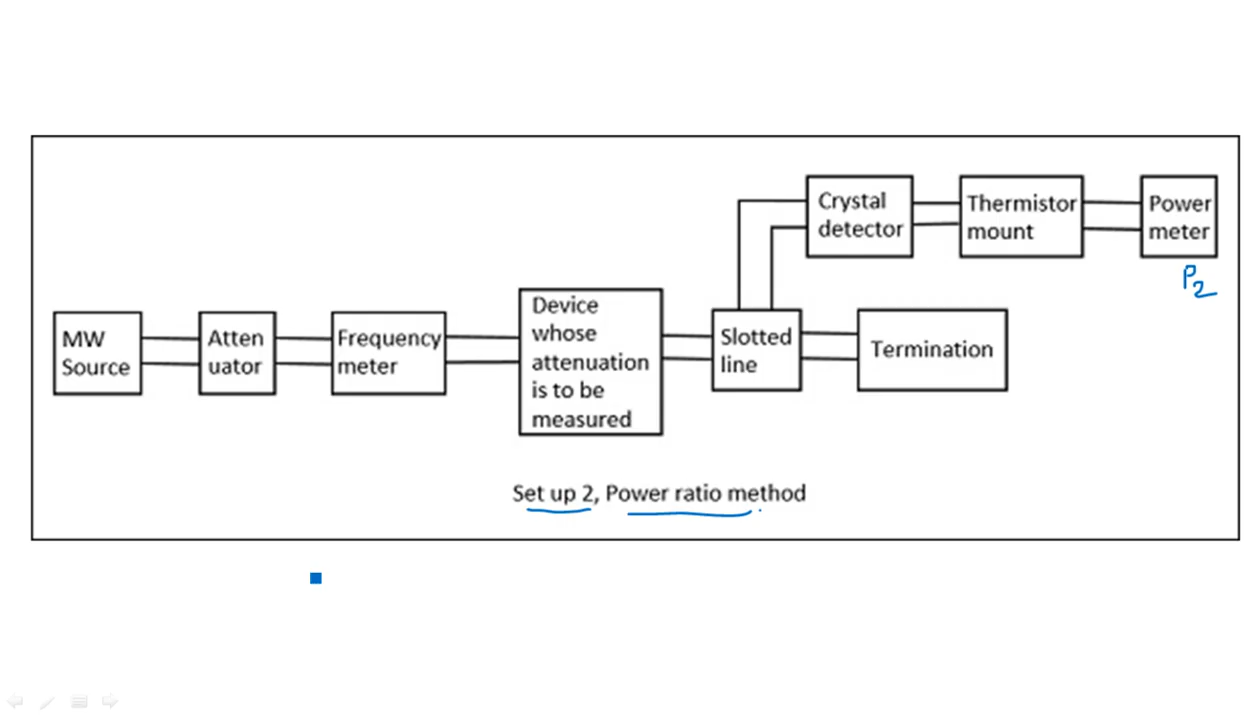 Crystal
detector
Thermistor
mount
Power
meter
P2
MW
Source
Atten
uator
Frequency
meter
Device
whose
attenuation
is to be
measured
Slotted
line
Termination
Set up 2, Power ratio method